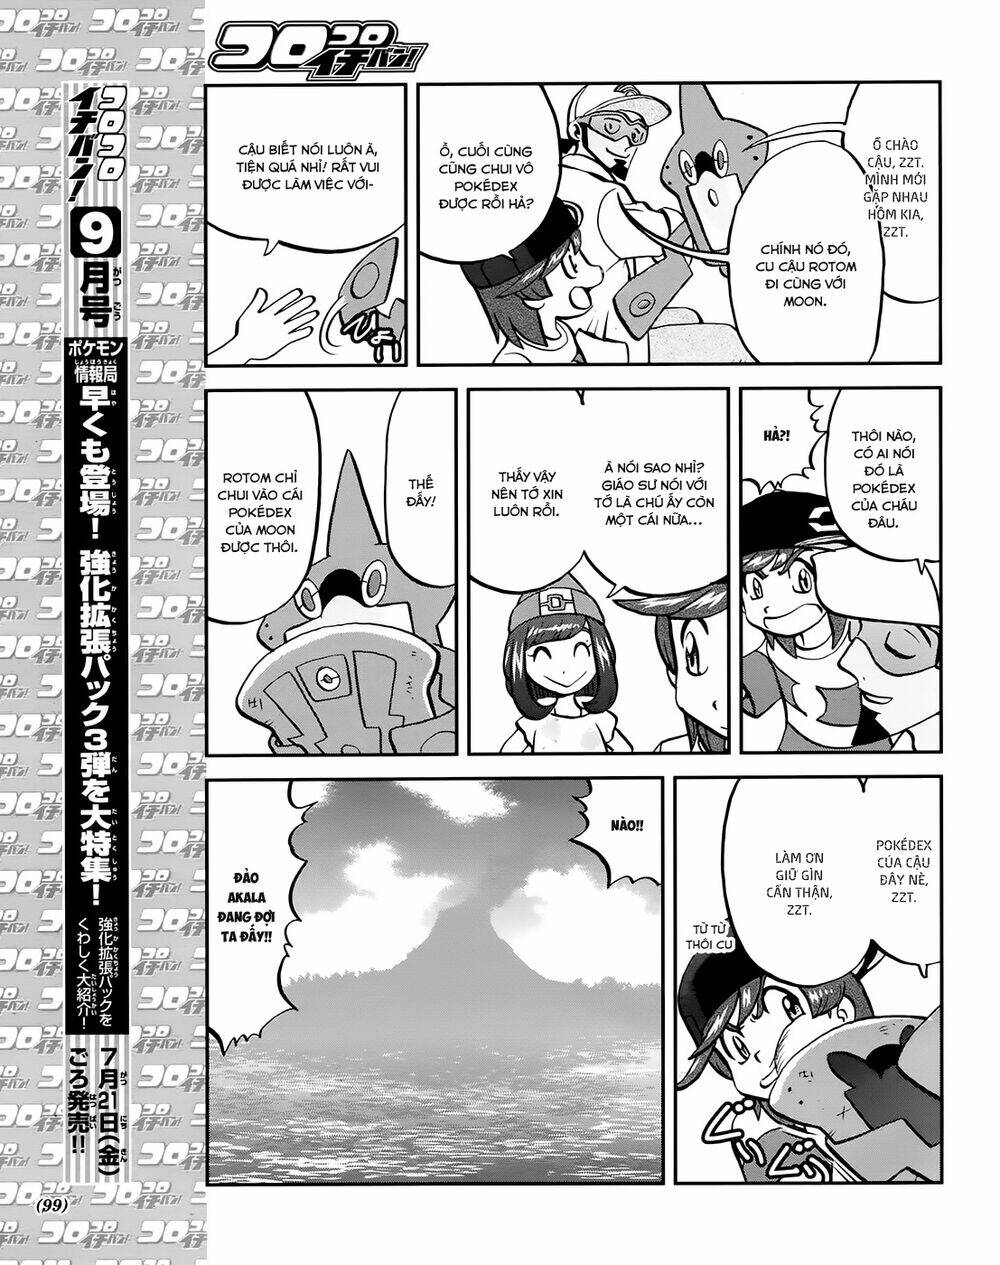 コロコロ
イチバン!
Ồ CHÀO
CẬU, ZZT.
MÌNH MỚI
GẶP NHAU
HÔM KIA,
ZZT.
CHÍNH NÓ ĐÓ,
CU CẬU ROTOM
ĐI CÙNG VỚI
MOON.
Ồ, CUỐI CÙNG
CŨNG CHUI VÔ
POKÉDEX
ĐƯỢC RỒI HẢ?
CẬU BIẾT NÓI LUÔN À,
TIỆN QUÁ NHỈ! RẤT VUI
ĐƯỢC LÀM VIỆC VỚI-
ひょい
THÔI NÀO,
CÓ AI NÓI
ĐÓ LÀ
POKÉDEX
CỦA CHÁU
ĐÂU.
HẢ?!
À NÓI SAO NHỈ?
GIÁO SƯ NÓI VỚI
TỚ LÀ CHÚ ẤY CÒN
MỘT CÁI NỮA...
THẤY VẬY
NÊN TỚ XIN
LUÔN RỒI.
THẾ
ĐẤY!
ROTOM CHỈ
CHUI VÀO CÁI
POKÉDEX
CỦA MOON
ĐƯỢC THÔI.
POKÉDEX
CỦA CẬU
ĐÂY NÈ,
ZZT.
LÀM ƠN
GIỮ GÌN
CẨN THẬN,
ZZT.
TỪ TỪ
THÔI CU
NÀO!!
ĐẢO
AKALA
ĐANG ĐỢI
TA ĐẤY!!
コロコロ
イチバン!
9月号
ポケモン情報局
早くも登場! 強化拡張パック3弾を大特集!
強化拡張パックを
くわしく大紹介!
7月21日(金)
ごろ発売!!
(99)